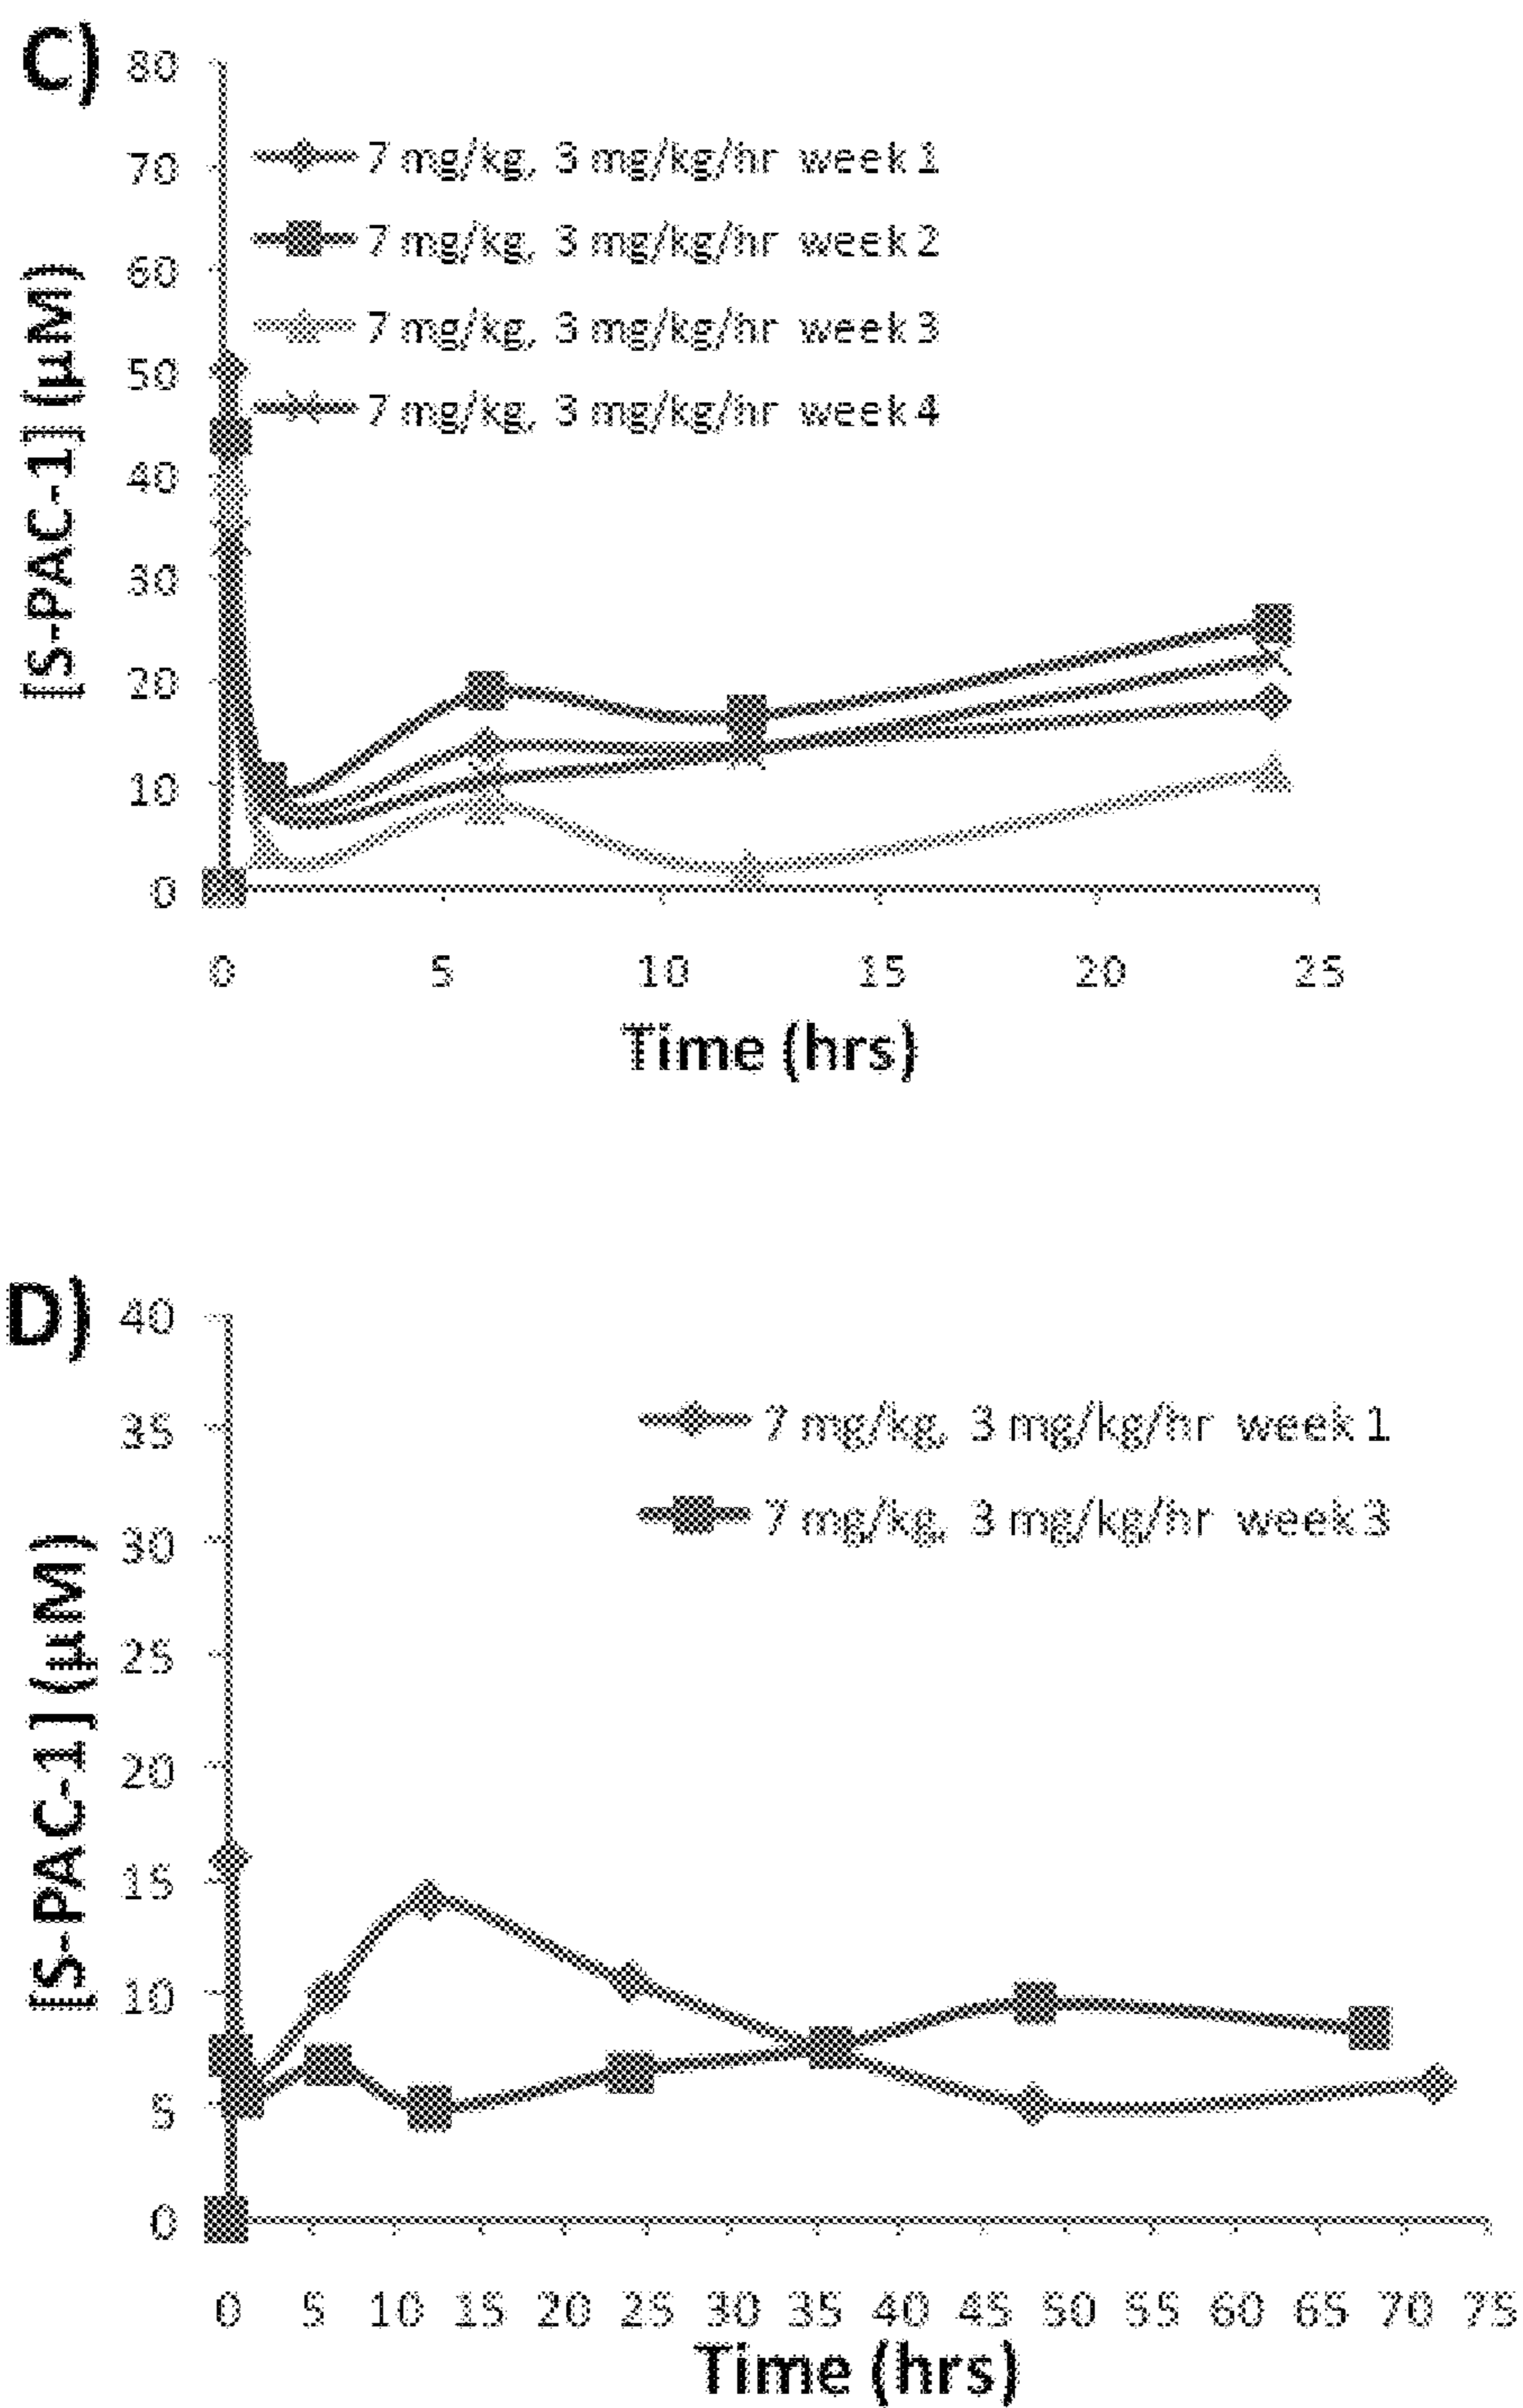 C)
80
70
60
50
40
30
20
10
0
[S-PAC-1] (µM)
7 mg/kg, 3 mg/kg/hr week 1
7 mg/kg, 3 mg/kg/hr week 2
7 mg/kg, 3 mg/kg/hr week 3
7 mg/kg, 3 mg/kg/hr week 4
0 5 10 15 20 25
Time (hrs)
D)
40
35
30
25
20
15
10
5
0
[S-PAC-1] (µM)
7 mg/kg, 3 mg/kg/hr week 1
7 mg/kg, 3 mg/kg/hr week 3
0 5 10 15 20 25 30 35 40 45 50 55 60 65 70 75
Time (hrs)